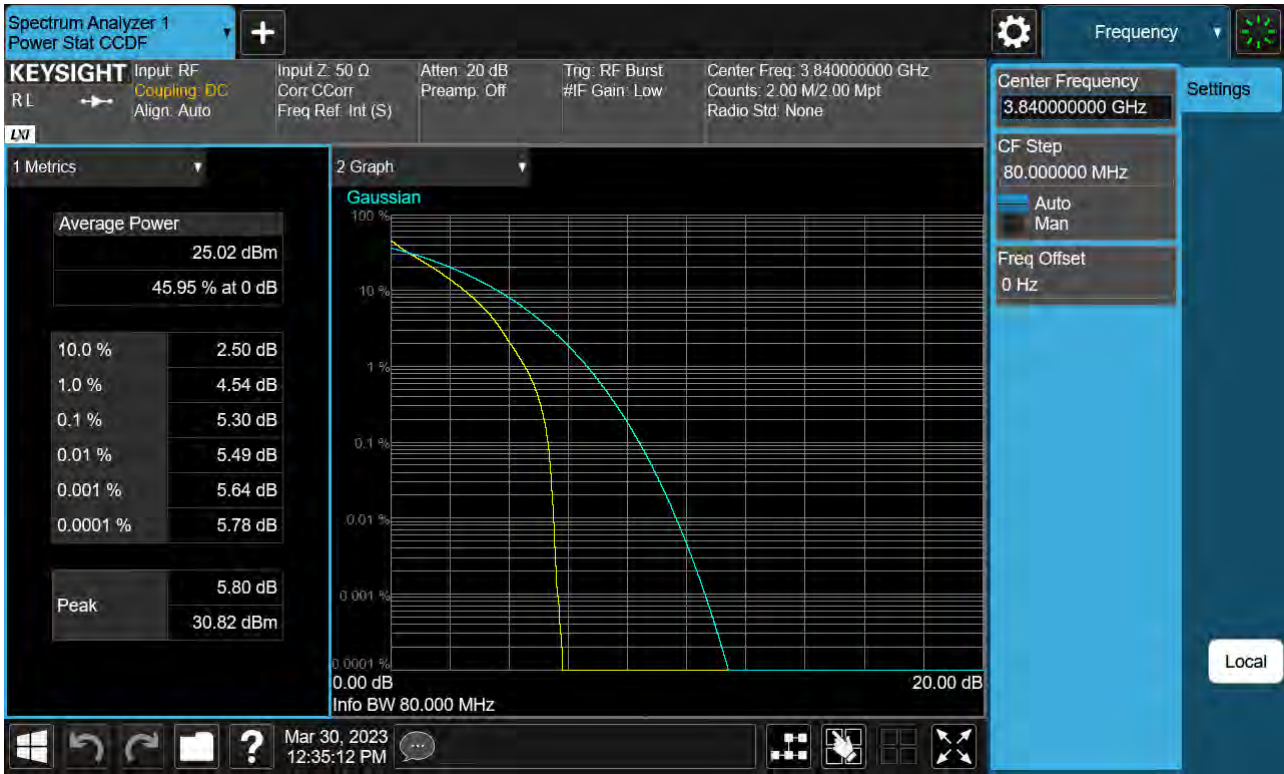 Spectrum Analyzer 1
Power Stat CCDF
Frequency
KEYSIGHT
RL
LXI
Input: RF
Coupling: DC
Align: Auto
Input Z: 50 Ω
Corr CCorr
Freq Ref: Int (S)
Atten: 20 dB
Preamp: Off
Trig: RF Burst
#IF Gain: Low
Center Freq: 3.840000000 GHz
Counts: 2.00 M/2.00 Mpt
Radio Std: None
Center Frequency
3.840000000 GHz
Settings
CF Step
80.000000 MHz
Auto
Man
Freq Offset
0 Hz
1 Metrics
Average Power
25.02 dBm
45.95 % at 0 dB
10.0 % 2.50 dB
1.0 % 4.54 dB
0.1 % 5.30 dB
0.01 % 5.49 dB
0.001 % 5.64 dB
0.0001 % 5.78 dB
Peak
5.80 dB
30.82 dBm
2 Graph
Gaussian
100 %
10 %
1 %
0.1 %
0.01 %
0.001 %
0.0001 %
0.00 dB 20.00 dB
Info BW 80.000 MHz
Local
?
Mar 30, 2023
12:35:12 PM